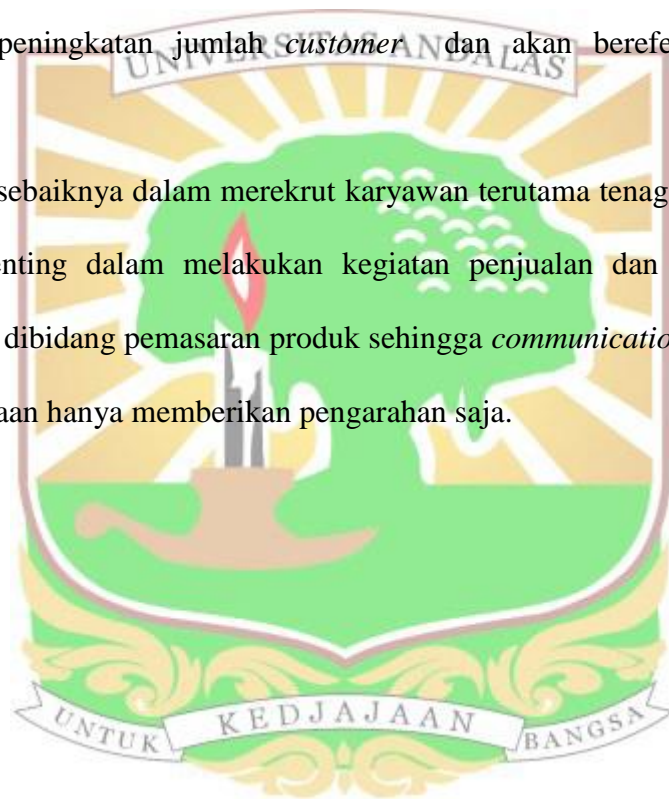 peningkatan jumlah customer dan akan berefe
UNIVERSITAS ANDALAS
sebaiknya dalam merekrut karyawan terutama tenag
enting dalam melakukan kegiatan penjualan dan
dibidang pemasaran produk sehingga communicatio
aan hanya memberikan pengarahan saja.
UNTUK KEDJAJAAN BANGSA